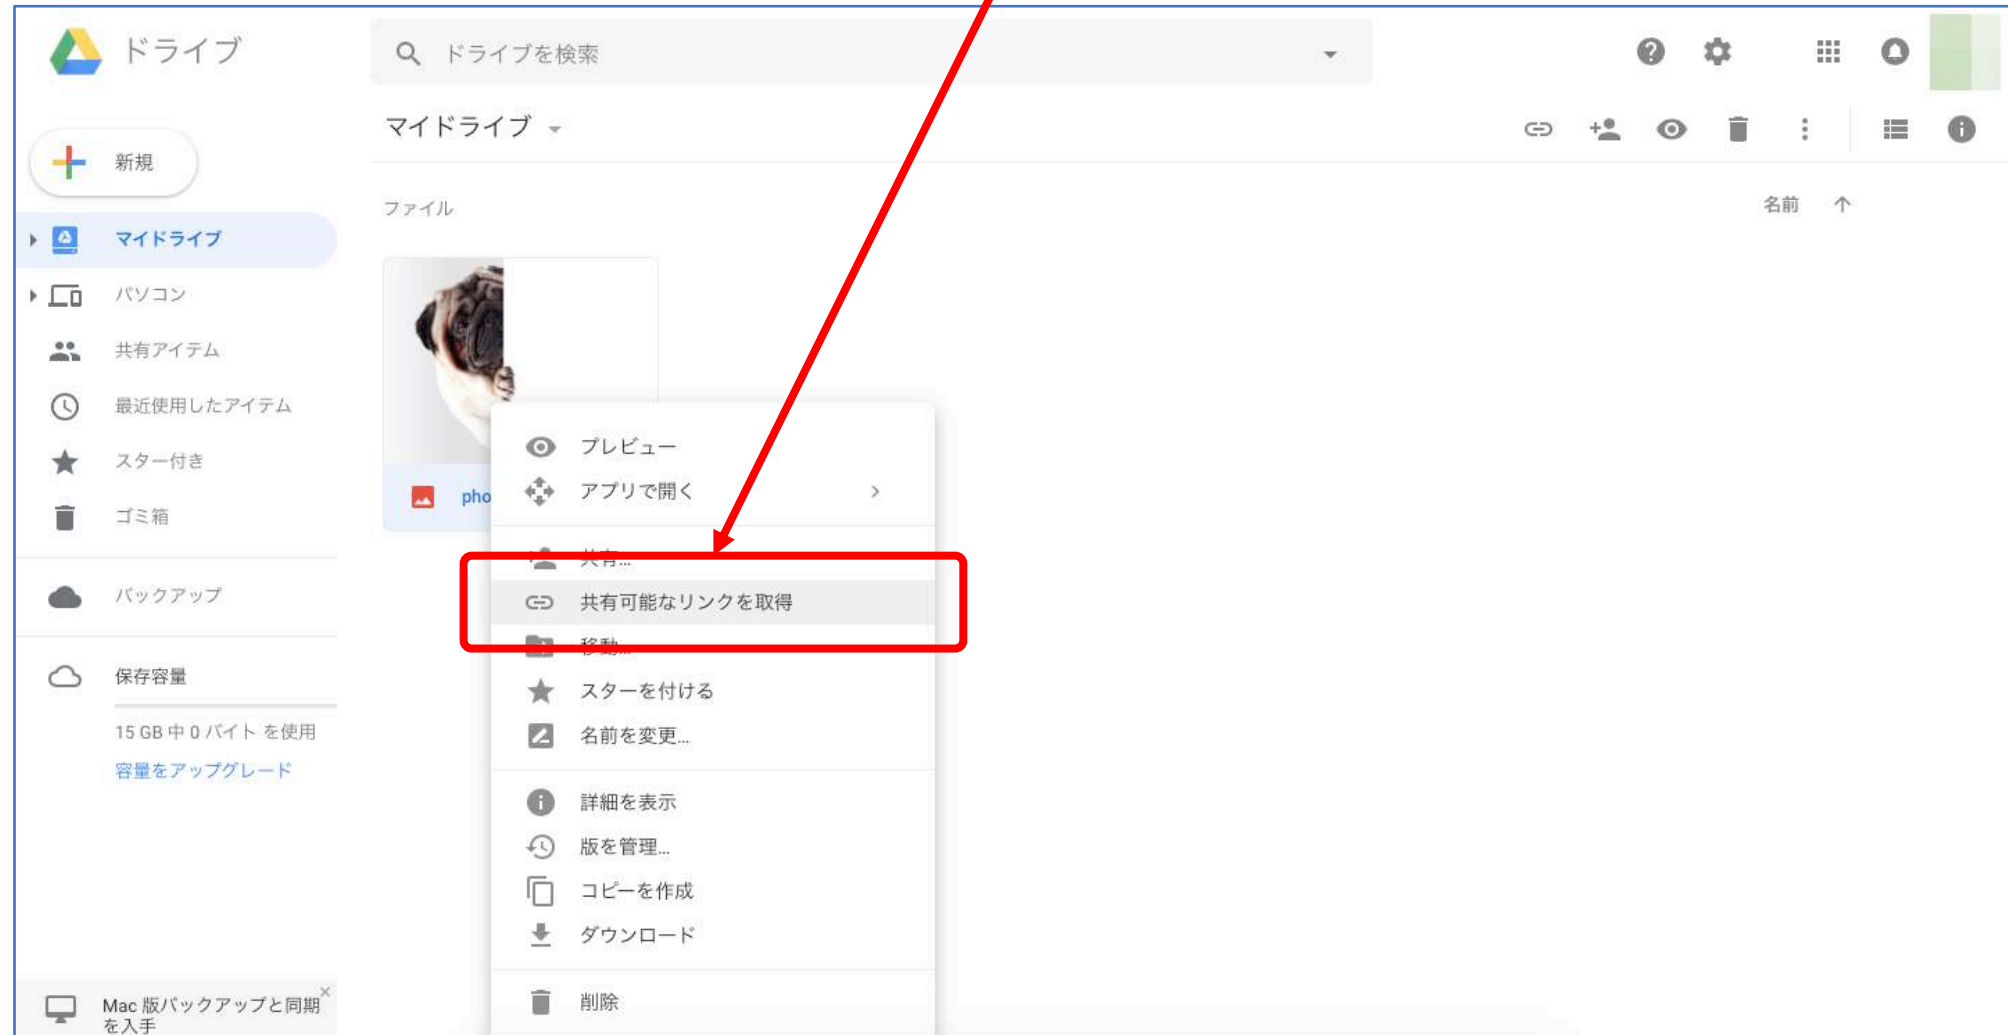 ドライブ
ドライブを検索
新規
マイドライブ
ファイル
名前
マイドライブ
パソコン
共有アイテム
最近使用したアイテム
スター付き
ゴミ箱
バックアップ
保存容量
15 GB 中 0 バイト を使用
容量をアップグレード
Mac 版バックアップと同期
を入手
pho
プレビュー
アプリで開く
共有...
共有可能なリンクを取得
移動...
スターを付ける
名前を変更...
詳細を表示
版を管理...
コピーを作成
ダウンロード
削除